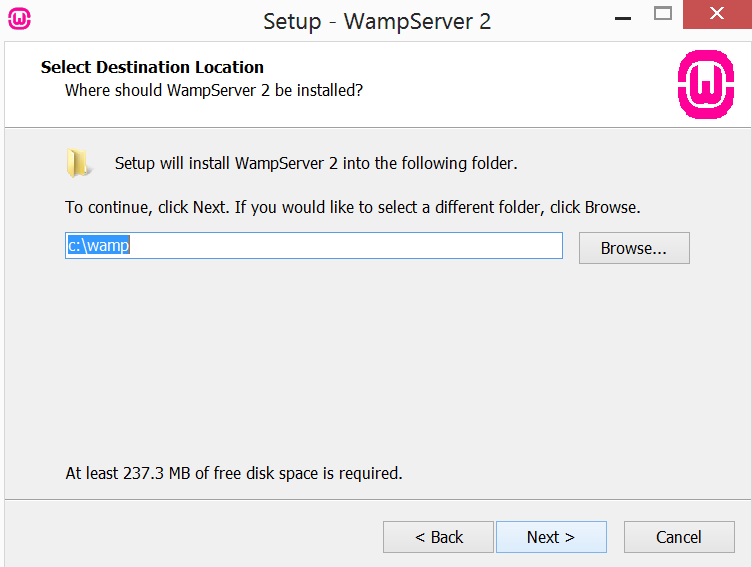 Setup - WampServer 2
Select Destination Location
Where should WampServer 2 be installed?
Setup will install WampServer 2 into the following folder.
To continue, click Next. If you would like to select a different folder, click Browse.
c:\wamp
Browse...
At least 237.3 MB of free disk space is required.
< Back
Next >
Cancel